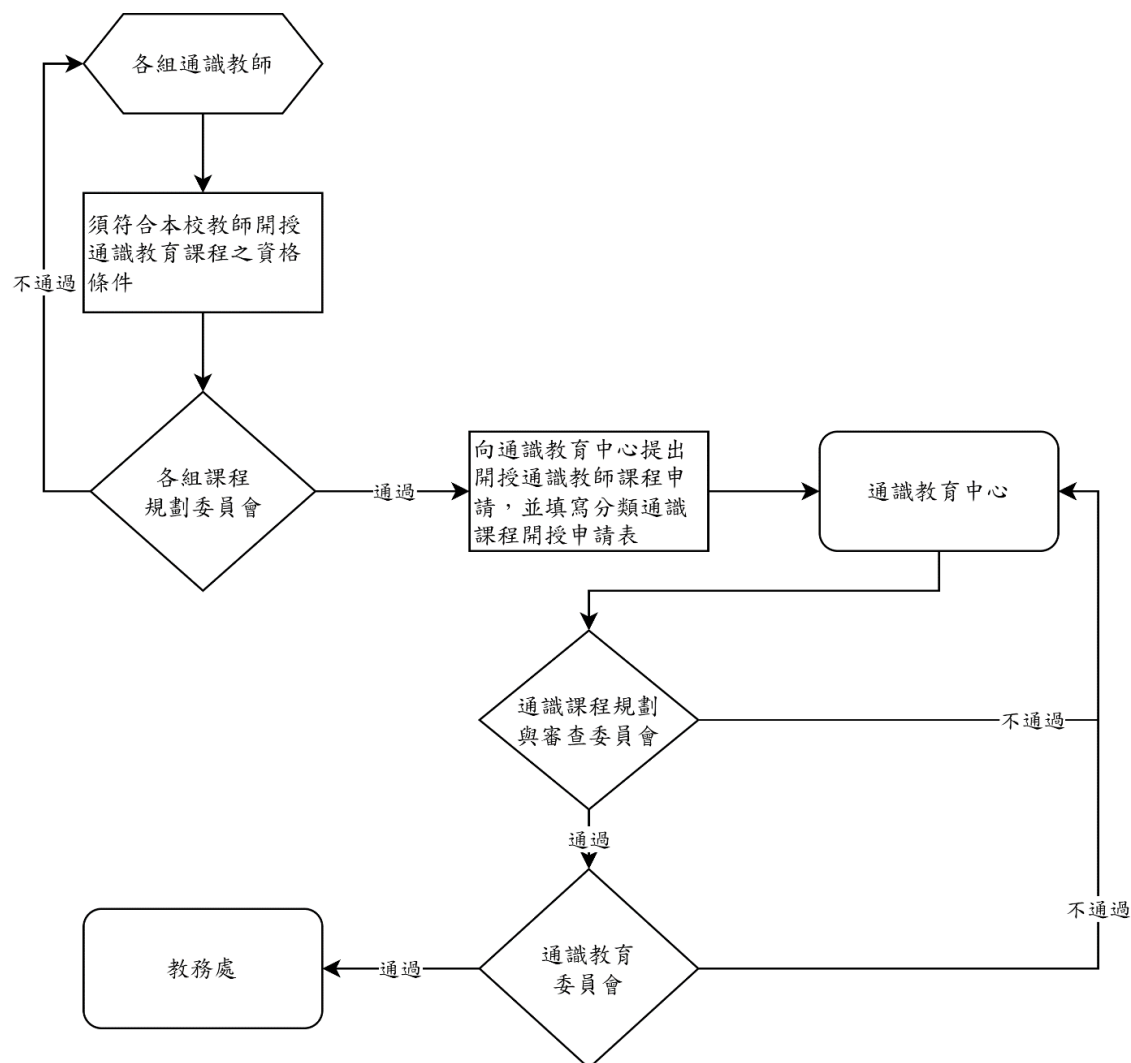 各組通識教師
須符合本校教師開授
通識教育課程之資格
條件
不通過
各組課程
規劃委員會
通過
向通識教育中心提出
開授通識教師課程申
請，並填寫分類通識
課程開授申請表
通識教育中心
通識課程規劃
與審查委員會
不通過
通過
不通過
通識教育
委員會
通過
教務處